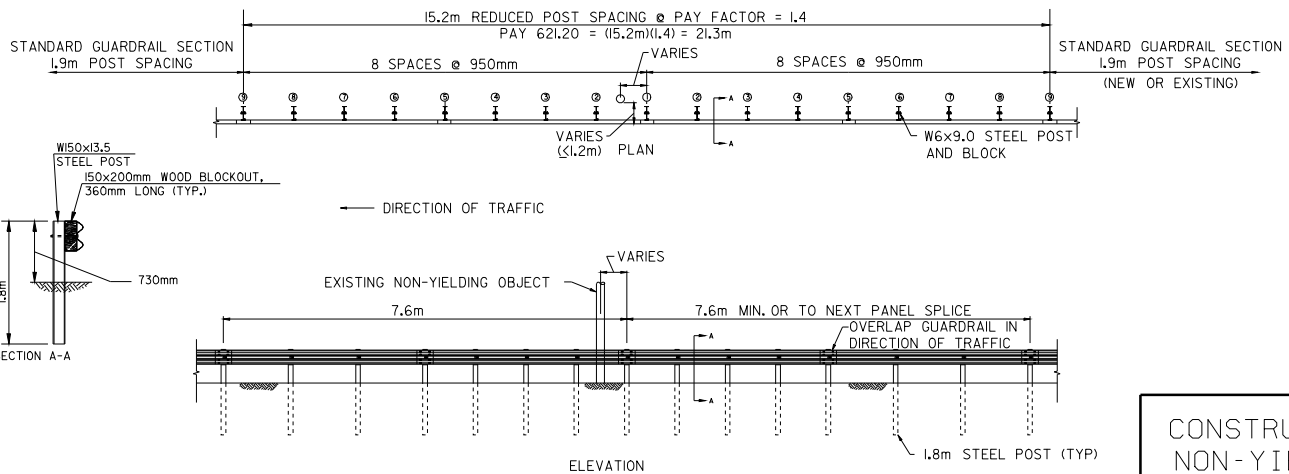 15.2m REDUCED POST SPACING @ PAY FACTOR = 1.4
PAY 621.20 = (15.2m)(1.4) = 21.3m
STANDARD GUARDRAIL SECTION
1.9m POST SPACING
8 SPACES @ 950mm
VARIES
8 SPACES @ 950mm
STANDARD GUARDRAIL SECTION
1.9m POST SPACING
(NEW OR EXISTING)
9 8 7 6 5 4 3 2 1 2 3 4 5 6 7 8 9
A
A
VARIES
(≤1.2m)
PLAN
W6x9.0 STEEL POST
AND BLOCK
W150x13.5
STEEL POST
150x200mm WOOD BLOCKOUT,
360mm LONG (TYP.)
730mm
1.8m
SECTION A-A
DIRECTION OF TRAFFIC
VARIES
EXISTING NON-YIELDING OBJECT
7.6m
7.6m MIN. OR TO NEXT PANEL SPLICE
OVERLAP GUARDRAIL IN
DIRECTION OF TRAFFIC
A
A
1.8m STEEL POST (TYP)
ELEVATION
CONSTRU
NON-YIE